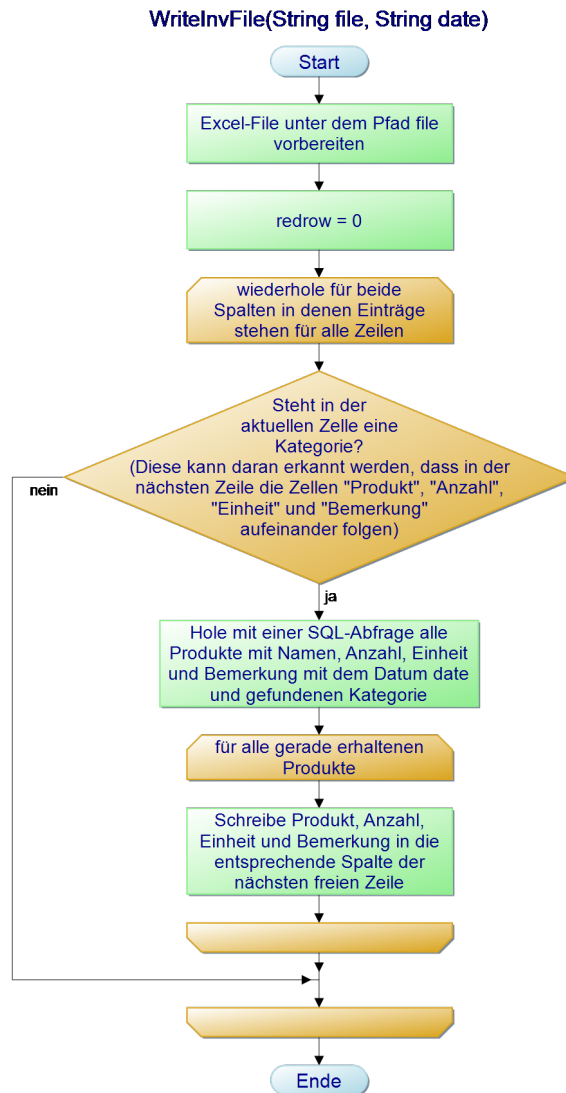 WriteInvFile(String file, String date)
Start
Excel-File unter dem Pfad file
vorbereiten
redrow = 0
wiederhole für beide
Spalten in denen Einträge
stehen für alle Zeilen
Steht in der
aktuellen Zelle eine
Kategorie?
(Diese kann daran erkannt werden, dass in der
nächsten Zeile die Zellen "Produkt", "Anzahl",
"Einheit" und "Bemerkung"
aufeinander folgen)
nein
ja
Hole mit einer SQL-Abfrage alle
Produkte mit Namen, Anzahl, Einheit
und Bemerkung mit dem Datum date
und gefundenen Kategorie
für alle gerade erhaltenen
Produkte
Schreibe Produkt, Anzahl,
Einheit und Bemerkung in die
entsprechende Spalte der
nächsten freien Zeile
Ende